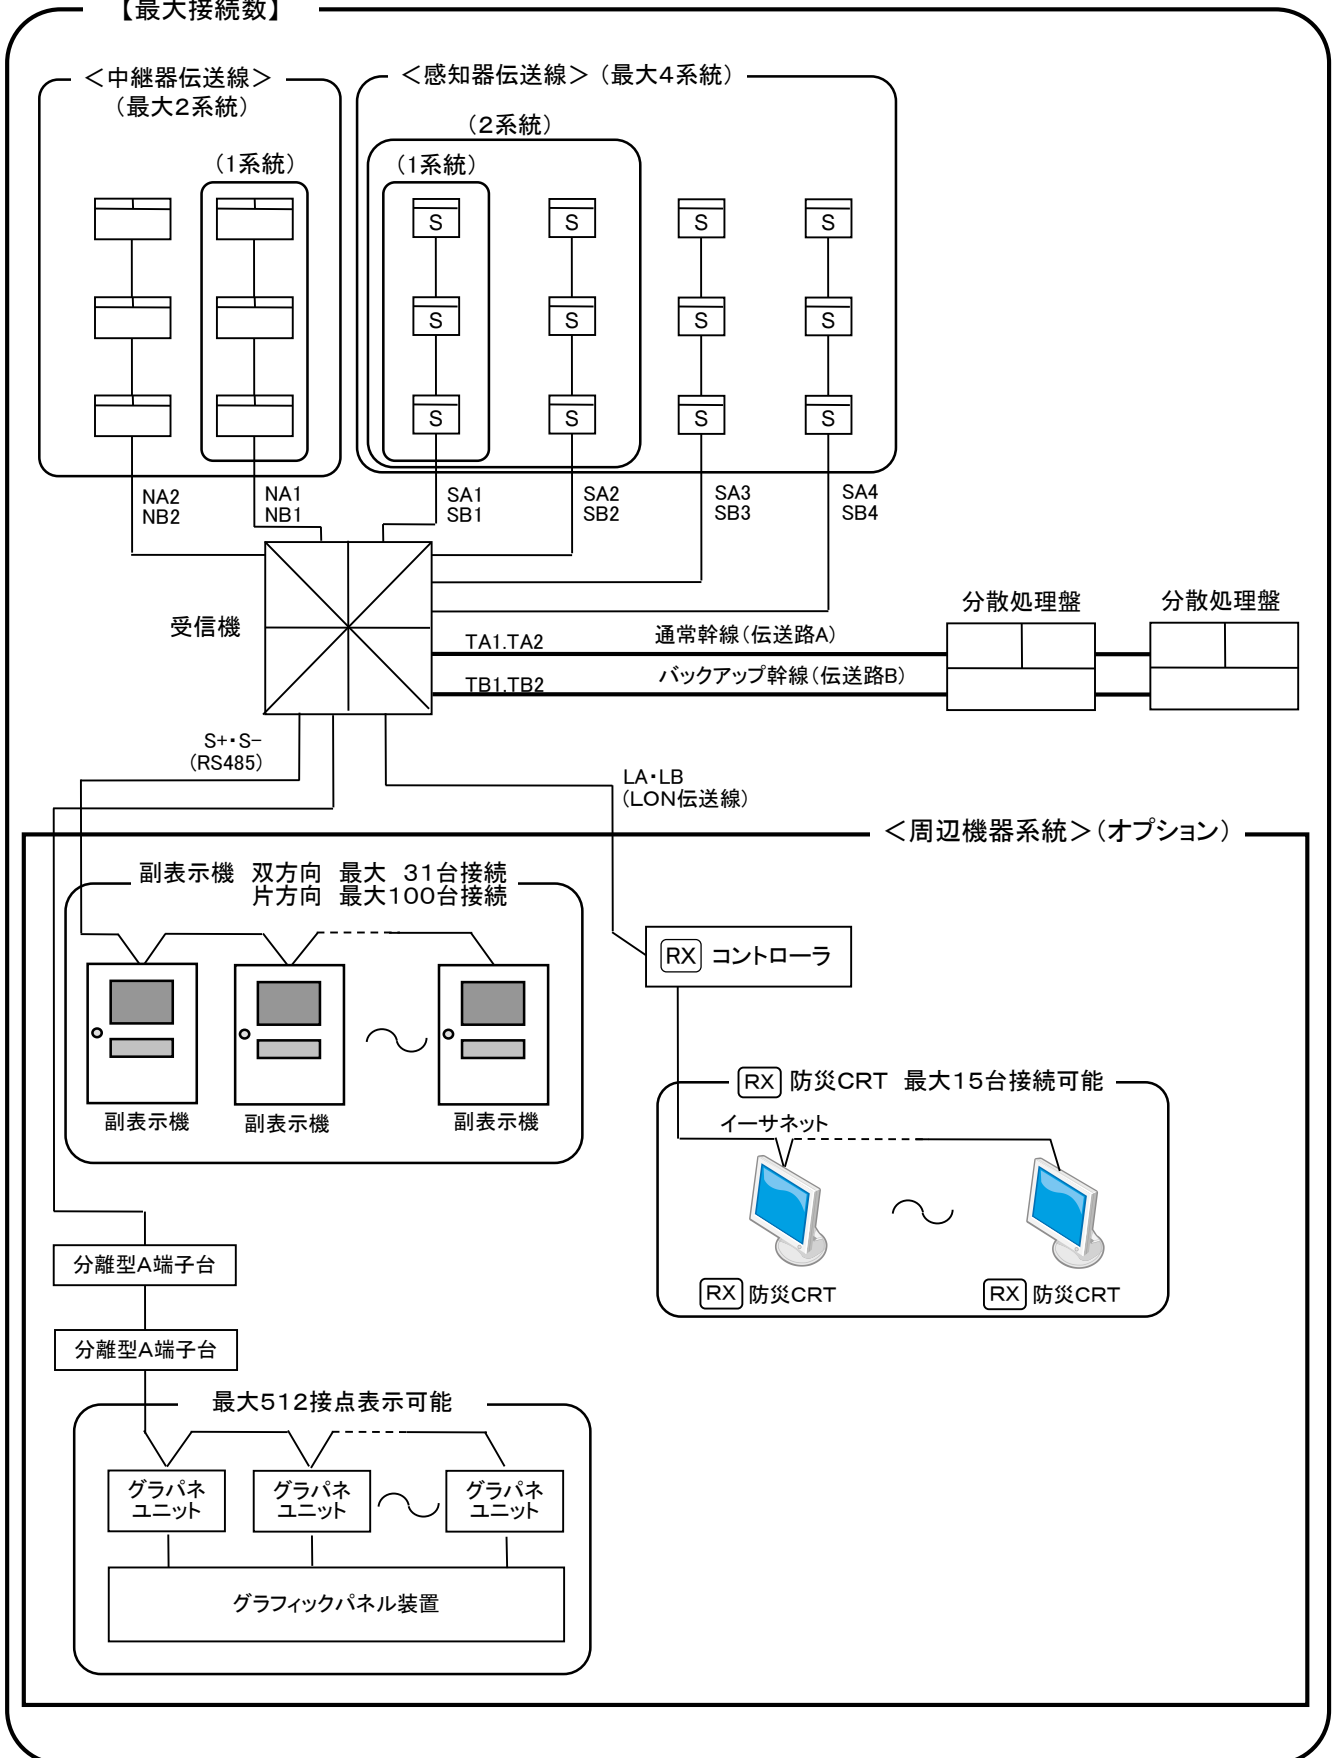 【最大接続数】
＜中継器伝送線＞
（最大２系統）
＜感知器伝送線＞（最大４系統）
（２系統）
（１系統）
（１系統）
S
S
S
S
S
S
S
S
S
S
S
S
NA2
NB2
NA1
NB1
SA1
SB1
SA2
SB2
SA3
SB3
SA4
SB4
受信機
分散処理盤
分散処理盤
TA1.TA2
通常幹線（伝送路A）
TB1.TB2
バックアップ幹線（伝送路B）
S+・S-
（RS485）
LA・LB
（LON伝送線）
＜周辺機器系統＞（オプション）
副表示機　双方向　最大　31台接続
片方向　最大100台接続
RX コントローラ
副表示機
副表示機
副表示機
RX 防災CRT　最大15台接続可能
イーサネット
RX 防災CRT
RX 防災CRT
分離型A端子台
分離型A端子台
最大512接点表示可能
グラパネ
ユニット
グラパネ
ユニット
グラパネ
ユニット
グラフィックパネル装置